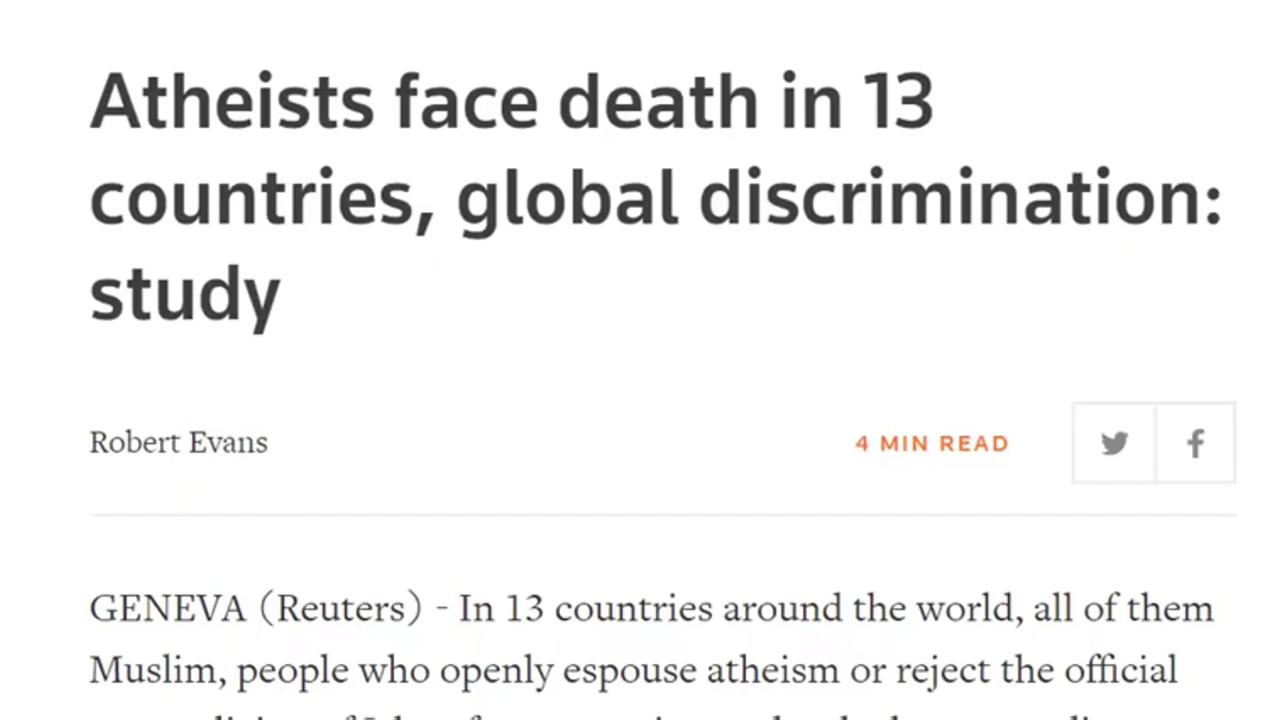 Atheists face death in 13
countries, global discrimination:
study
Robert Evans
4 MIN READ
GENEVA (Reuters) - In 13 countries around the world, all of them
Muslim, people who openly espouse atheism or reject the official